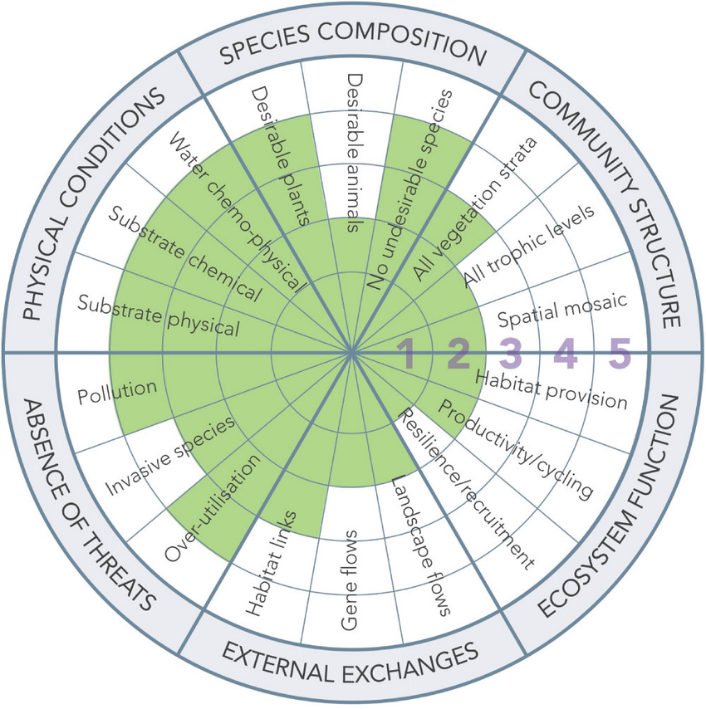 SPECIES COMPOSITION
Desirable plants
Desirable animals
No undesirable species
COMMUNITY STRUCTURE
All vegetation strata
All trophic levels
Spatial mosaic
1 2 3 4 5
ECOSYSTEM FUNCTION
Habitat provision
Productivity/cycling
Resilience/recruitment
EXTERNAL EXCHANGES
Landscape flows
Gene flows
Habitat links
ABSENCE OF THREATS
Over-utilisation
Invasive species
Pollution
PHYSICAL CONDITIONS
Substrate physical
Substrate chemical
Water chemo-physical